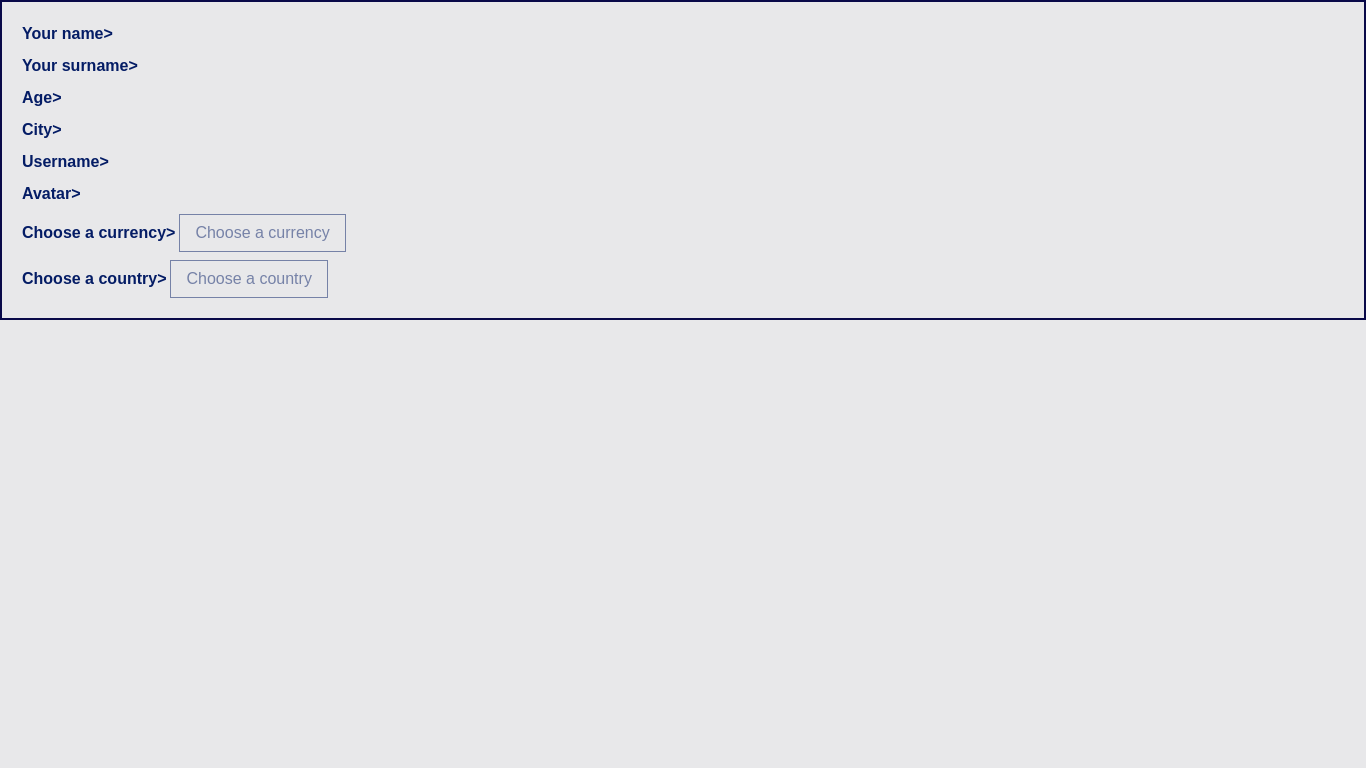 Your name>
Your surname>
Age>
City>
Username>
Avatar>
Choose a currency> Choose a currency
Choose a country> Choose a country